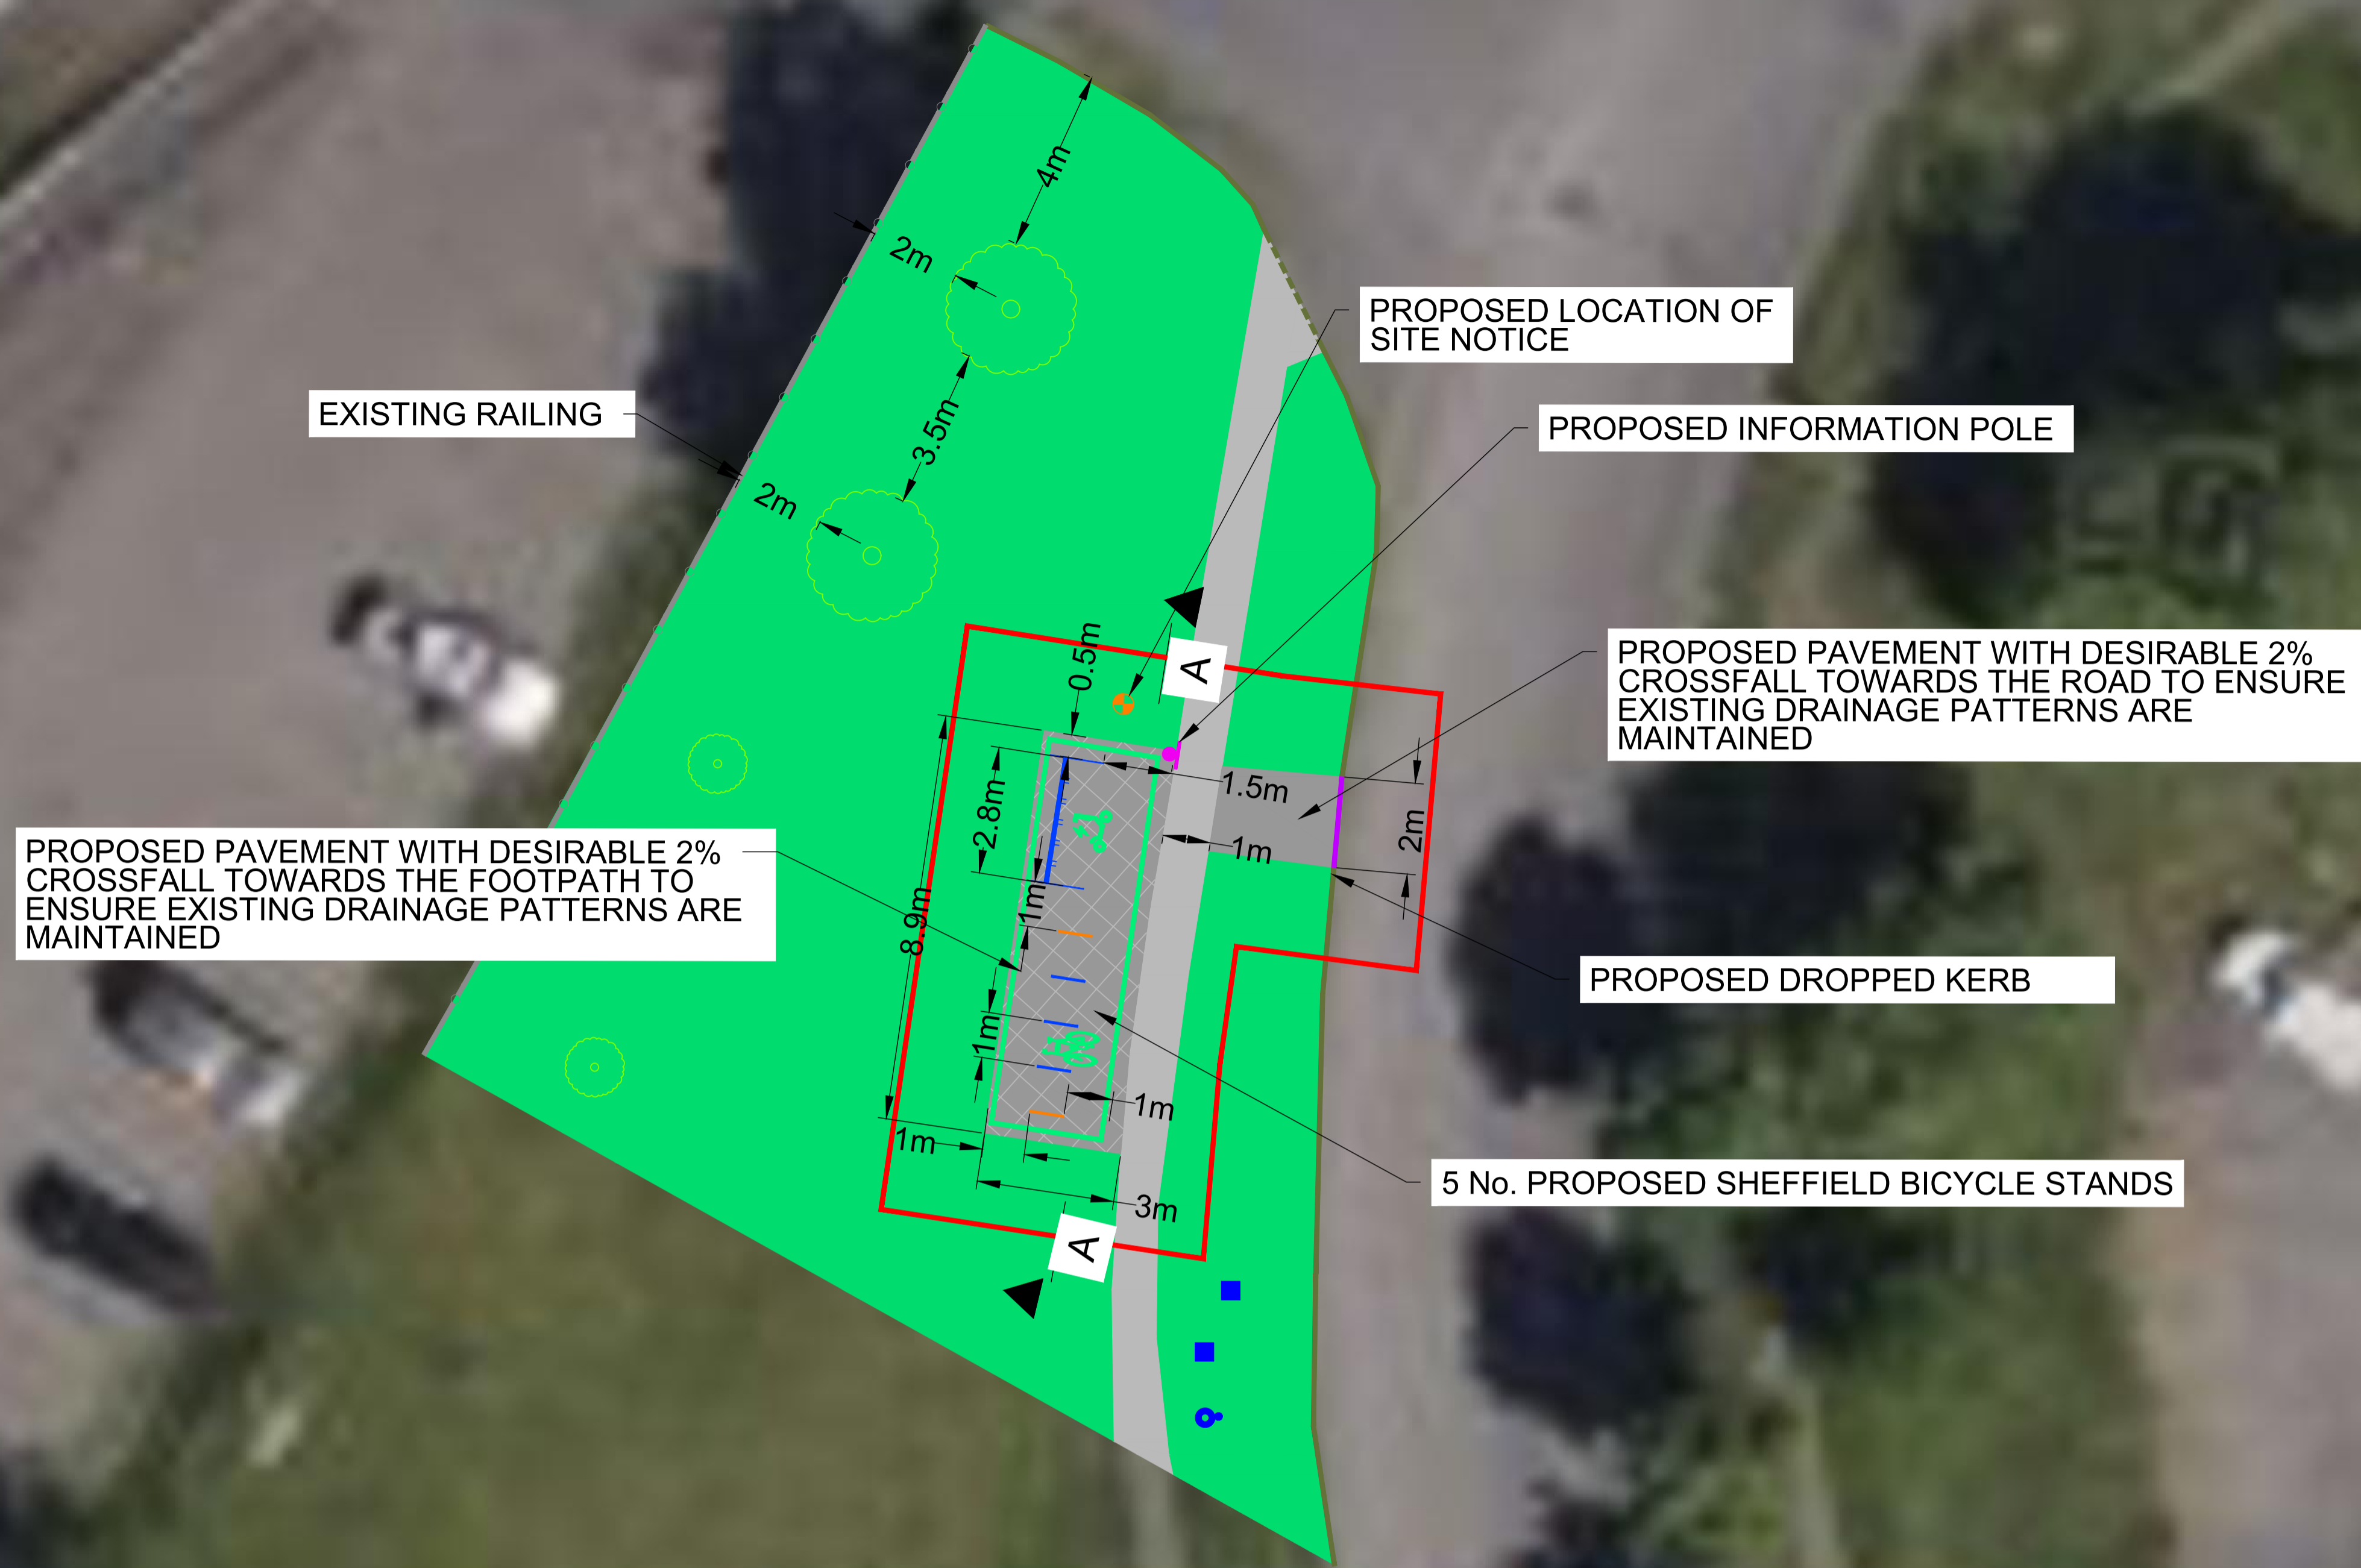 4m
2m
PROPOSED LOCATION OF
SITE NOTICE
EXISTING RAILING
3.5m
PROPOSED INFORMATION POLE
2m
0.5m
A
PROPOSED PAVEMENT WITH DESIRABLE 2%
CROSSFALL TOWARDS THE ROAD TO ENSURE
EXISTING DRAINAGE PATTERNS ARE
MAINTAINED
1.5m
2.8m
2m
1m
PROPOSED PAVEMENT WITH DESIRABLE 2%
CROSSFALL TOWARDS THE FOOTPATH TO
ENSURE EXISTING DRAINAGE PATTERNS ARE
MAINTAINED
1m
8.9m
PROPOSED DROPPED KERB
1m
1m
1m
5 No. PROPOSED SHEFFIELD BICYCLE STANDS
3m
A